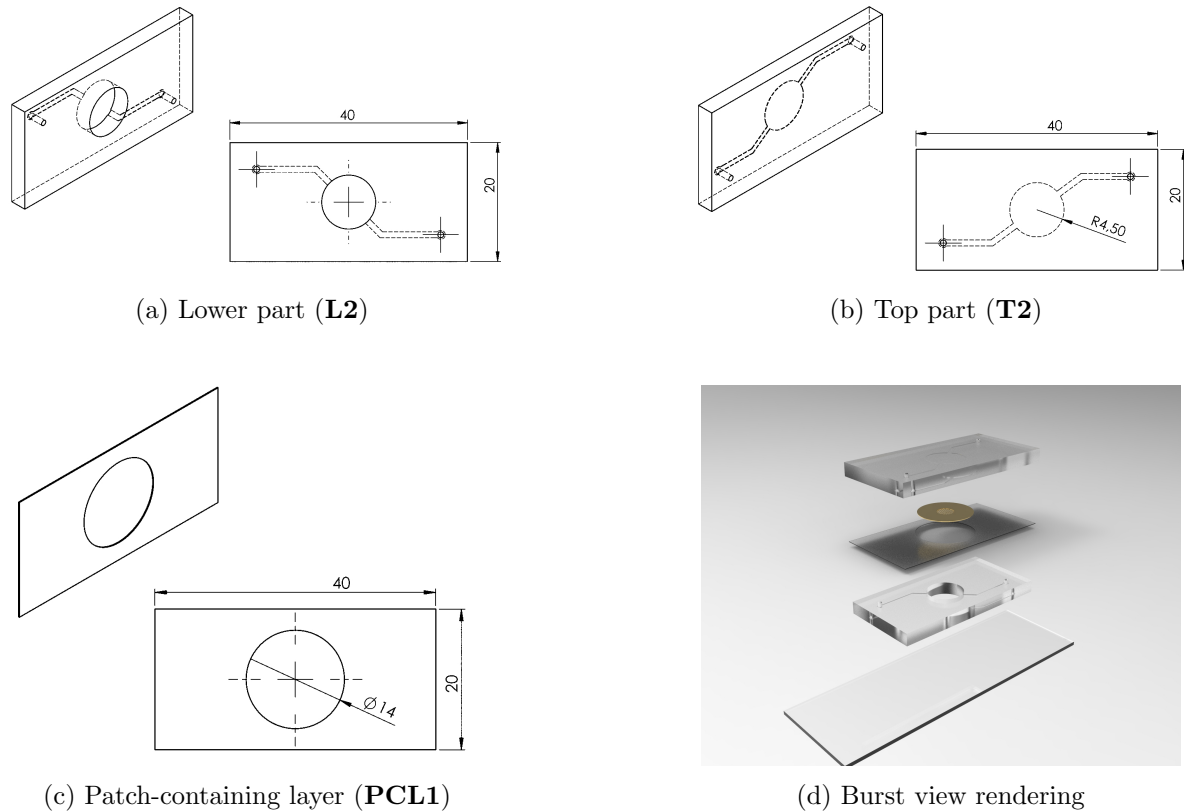 40
20
40
20
R4,50
(a) Lower part (L2)
(b) Top part (T2)
40
20
Ø14
(c) Patch-containing layer (PCL1)
(d) Burst view rendering